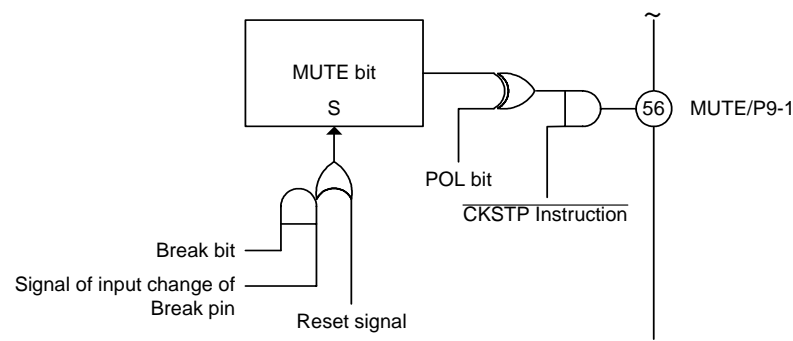 MUTE bit
S
56
MUTE/P9-1
POL bit
CKSTP Instruction
Break bit
Signal of input change of
Break pin
Reset signal